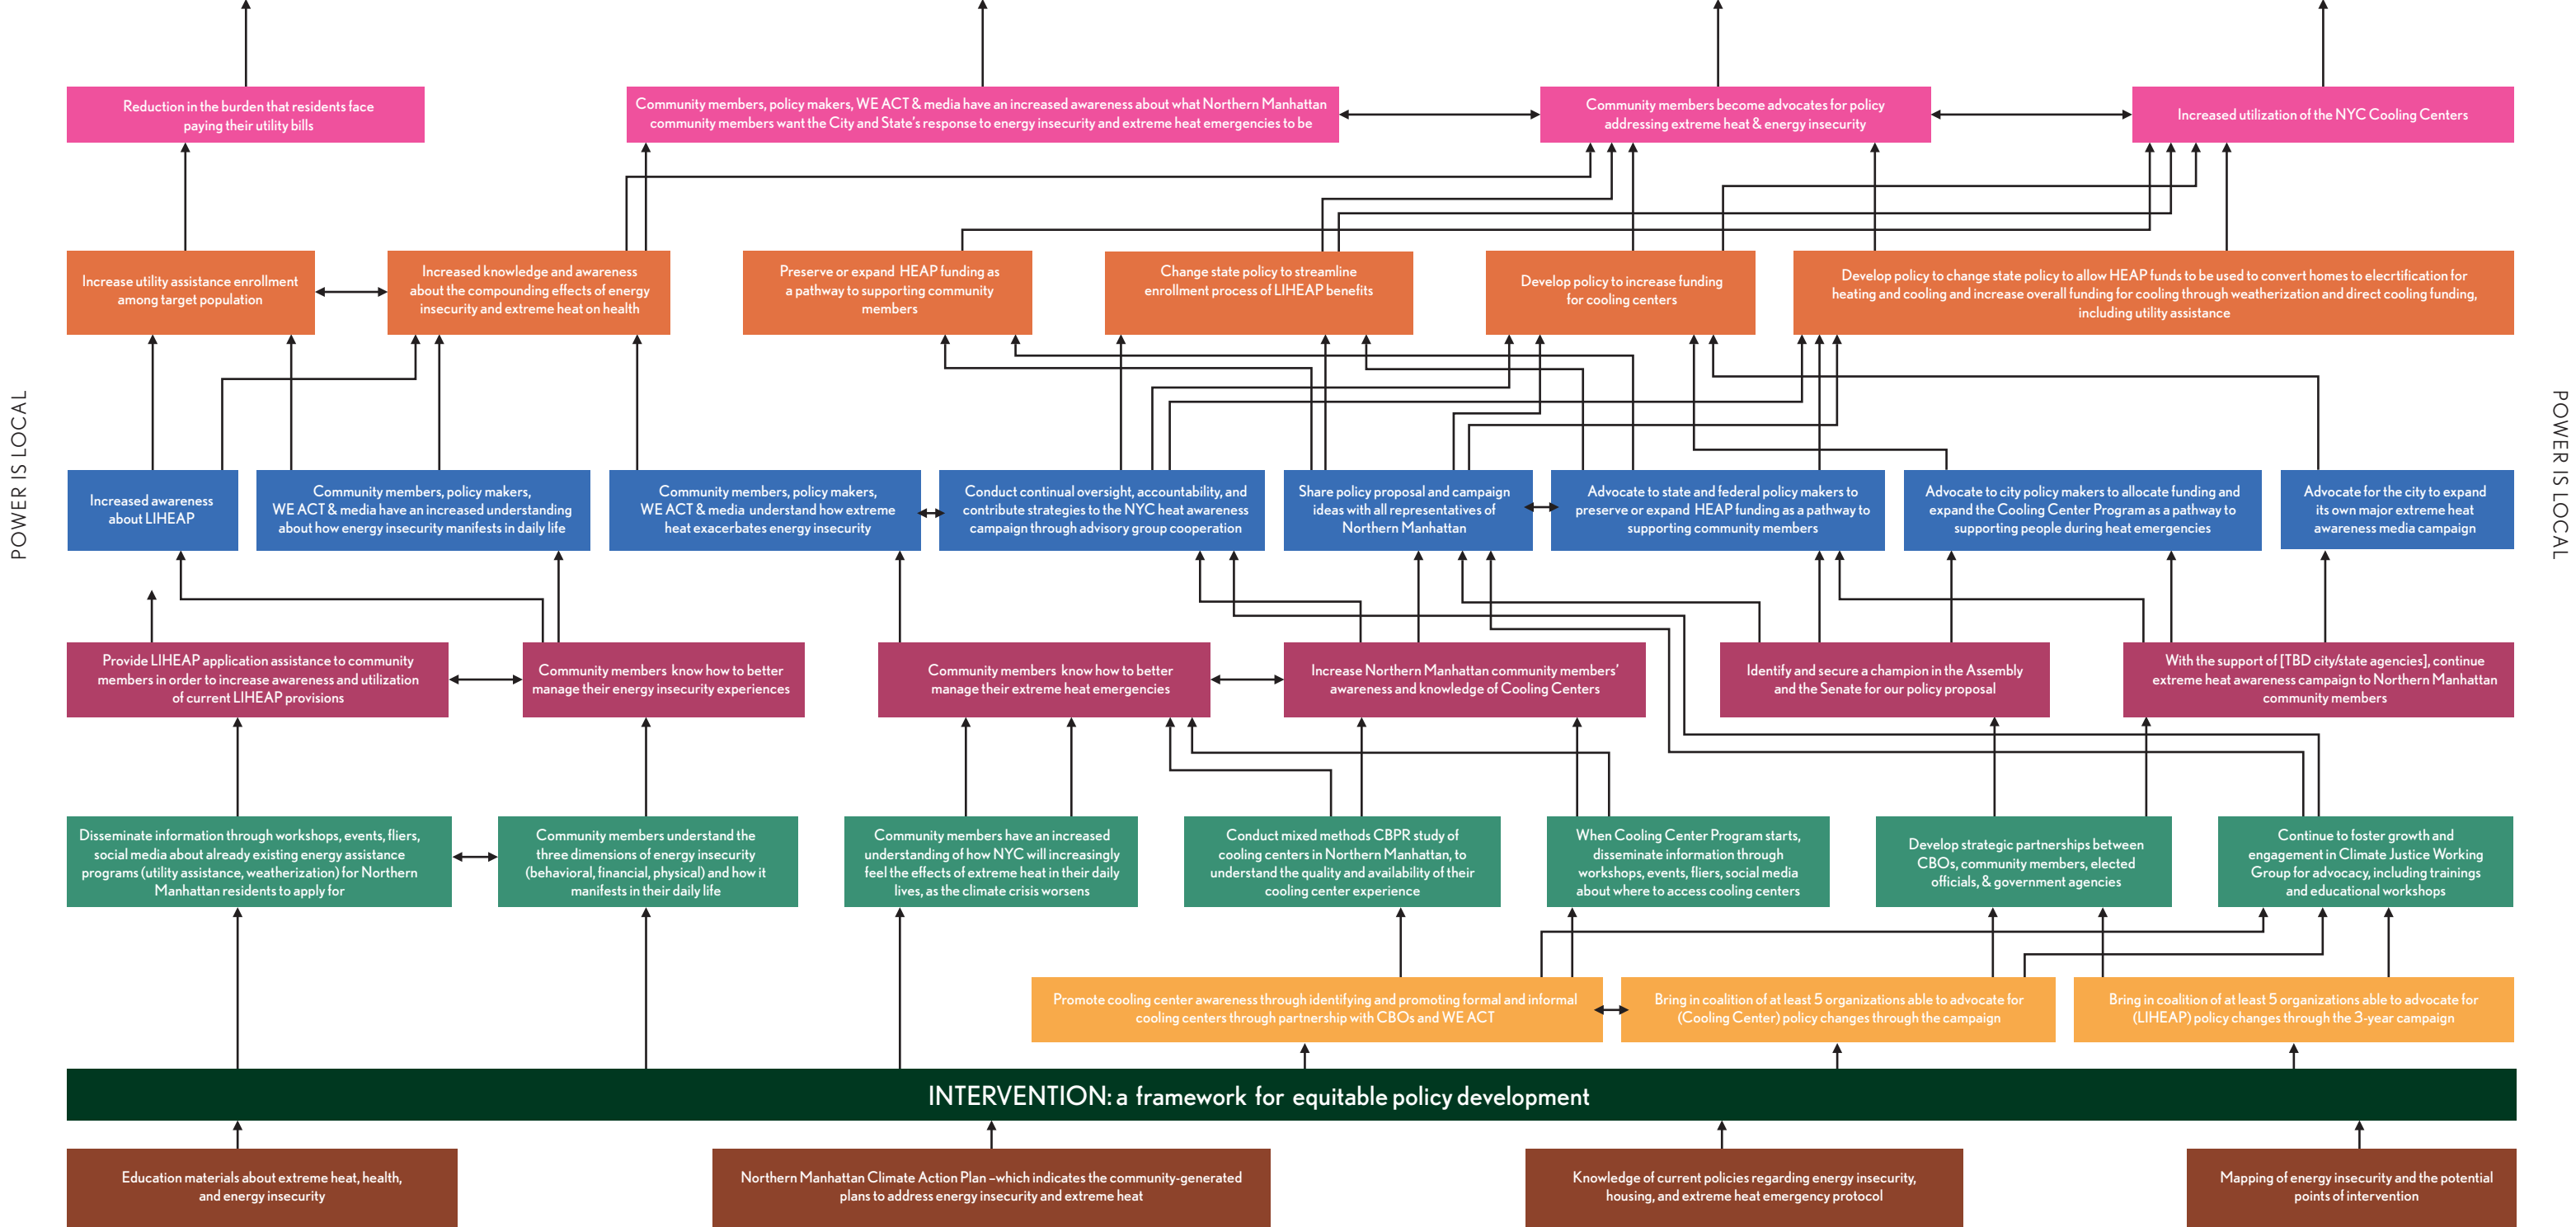 Reduction in the burden that residents face
paying their utility bills
Community members, policy makers, WE ACT & media have an increased awareness about what Northern Manhattan
community members want the City and State's response to energy insecurity and extreme heat emergencies to be
Community members become advocates for policy
addressing extreme heat & energy insecurity
Increased utilization of the NYC Cooling Centers
Increase utility assistance enrollment
among target population
Increased knowledge and awareness
about the compounding effects of energy
insecurity and extreme heat on health
Preserve or expand HEAP funding as
a pathway to supporting community
members
Change state policy to streamline
enrollment process of LIHEAP benefits
Develop policy to increase funding
for cooling centers
Develop policy to change state policy to allow HEAP funds to be used to convert homes to elecrtification for
heating and cooling and increase overall funding for cooling through weatherization and direct cooling funding,
including utility assistance
POWER IS LOCAL
POWER IS LOCAL
Increased awareness
about LIHEAP
Community members, policy makers,
WE ACT & media have an increased understanding
about how energy insecurity manifests in daily life
Community members, policy makers,
WE ACT & media understand how extreme
heat exacerbates energy insecurity
Conduct continual oversight, accountability, and
contribute strategies to the NYC heat awareness
campaign through advisory group cooperation
Share policy proposal and campaign
ideas with all representatives of
Northern Manhattan
Advocate to state and federal policy makers to
preserve or expand HEAP funding as a pathway to
supporting community members
Advocate to city policy makers to allocate funding and
expand the Cooling Center Program as a pathway to
supporting people during heat emergencies
Advocate for the city to expand
its own major extreme heat
awareness media campaign
Provide LIHEAP application assistance to community
members in order to increase awareness and utilization
of current LIHEAP provisions
Community members know how to better
manage their energy insecurity experiences
Community members know how to better
manage their extreme heat emergencies
Increase Northern Manhattan community members'
awareness and knowledge of Cooling Centers
Identify and secure a champion in the Assembly
and the Senate for our policy proposal
With the support of [TBD city/state agencies], continue
extreme heat awareness campaign to Northern Manhattan
community members
Disseminate information through workshops, events, fliers,
social media about already existing energy assistance
programs (utility assistance, weatherization) for Northern
Manhattan residents to apply for
Community members understand the
three dimensions of energy insecurity
(behavioral, financial, physical) and how it
manifests in their daily life
Community members have an increased
understanding of how NYC will increasingly
feel the effects of extreme heat in their daily
lives, as the climate crisis worsens
Conduct mixed methods CBPR study of
cooling centers in Northern Manhattan, to
understand the quality and availability of their
cooling center experience
When Cooling Center Program starts,
disseminate information through
workshops, events, fliers, social media
about where to access cooling centers
Develop strategic partnerships between
CBOs, community members, elected
officials, & government agencies
Continue to foster growth and
engagement in Climate Justice Working
Group for advocacy, including trainings
and educational workshops
Promote cooling center awareness through identifying and promoting formal and informal
cooling centers through partnership with CBOs and WE ACT
Bring in coalition of at least 5 organizations able to advocate for
(Cooling Center) policy changes through the campaign
Bring in coalition of at least 5 organizations able to advocate for
(LIHEAP) policy changes through the 3-year campaign
INTERVENTION: a framework for equitable policy development
Education materials about extreme heat, health,
and energy insecurity
Northern Manhattan Climate Action Plan –which indicates the community-generated
plans to address energy insecurity and extreme heat
Knowledge of current policies regarding energy insecurity,
housing, and extreme heat emergency protocol
Mapping of energy insecurity and the potential
points of intervention